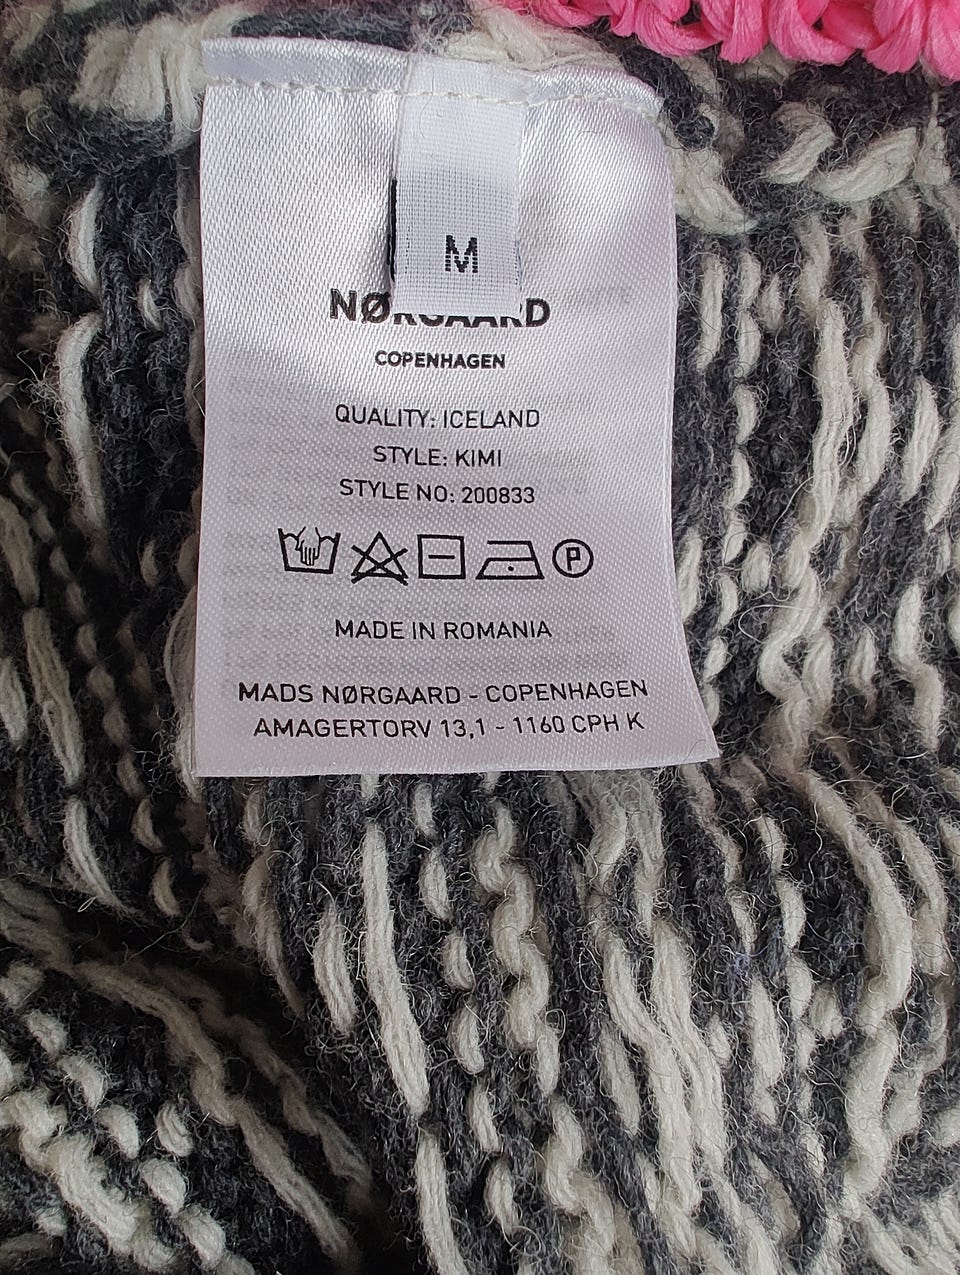 M
NØRGAARD
COPENHAGEN
QUALITY: ICELAND
STYLE: KIMI
STYLE NO: 200833
P
MADE IN ROMANIA
MADS NØRGAARD - COPENHAGEN
AMAGERTORV 13,1 - 1160 CPH K